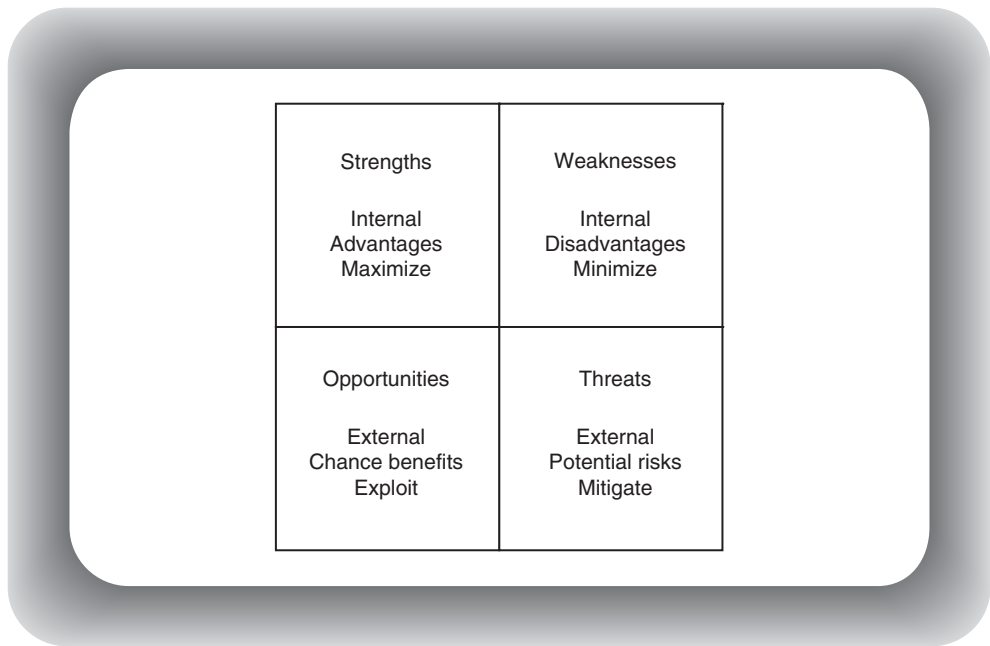 Strengths
Internal
Advantages
Maximize
Weaknesses
Internal
Disadvantages
Minimize
Opportunities
External
Chance benefits
Exploit
Threats
External
Potential risks
Mitigate